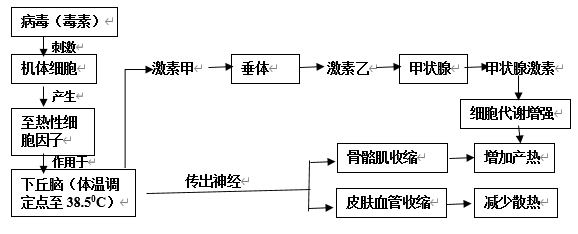 病毒（毒素）
刺激
机体细胞
产生
至热性细
胞因子
作用于
下丘脑（体温调
定点至 38.5⁰C）
激素甲
垂体
激素乙
甲状腺
甲状腺激素
细胞代谢增强
传出神经
骨骼肌收缩
增加产热
皮肤血管收缩
减少散热